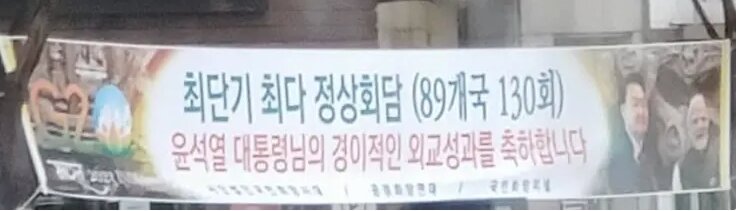 최단기 최다 정상회담 (89개국 130회)
윤석열 대통령님의 경이적인 외교성과를 축하합니다